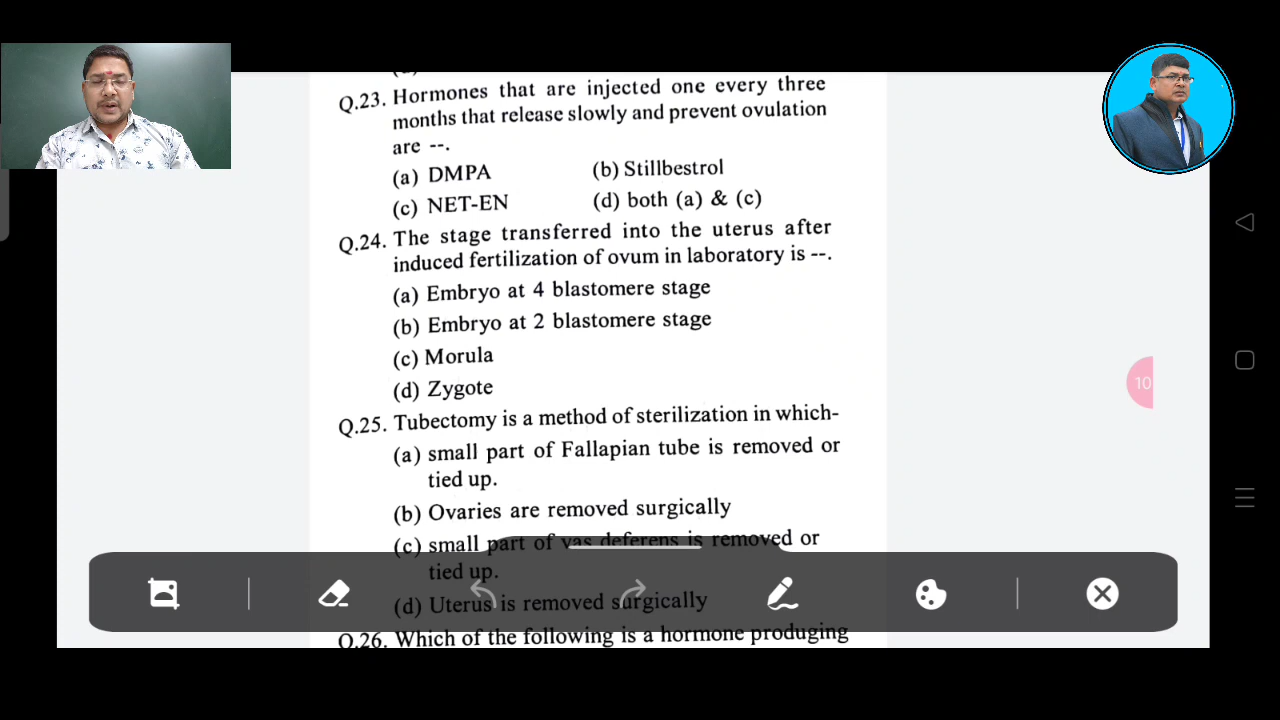 Q.23. Hormones that are injected one every three
months that release slowly and prevent ovulation
are --.
(a) DMPA (b) Stillbestrol
(c) NET-EN (d) both (a) & (c)
Q.24. The stage transferred into the uterus after
induced fertilization of ovum in laboratory is --.
(a) Embryo at 4 blastomere stage
(b) Embryo at 2 blastomere stage
(c) Morula
(d) Zygote
Q.25. Tubectomy is a method of sterilization in which-
(a) small part of Fallapian tube is removed or
tied up.
(b) Ovaries are removed surgically
(c) small part of vas deferens is removed or
tied up.
(d) Uterus is removed surgically
Q.26. Which of the following is a hormone produging
10